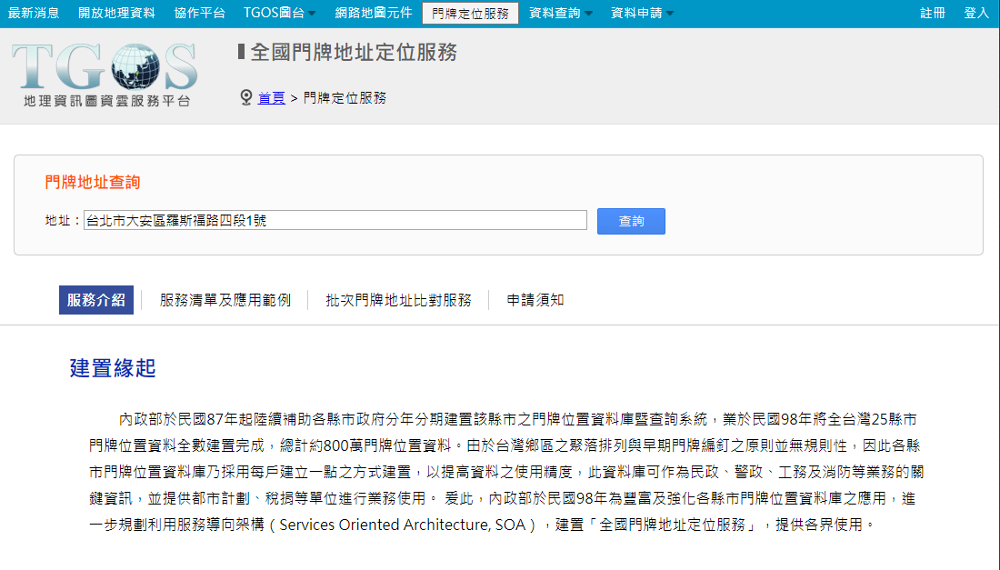 最新消息 開放地理資料 協作平台 TGOS圖台 網路地圖元件 門牌定位服務 資料查詢 資料申請 註冊 登入
TGOS
地理資訊圖資雲服務平台
全國門牌地址定位服務
首頁 > 門牌定位服務
門牌地址查詢
地址：台北市大安區羅斯福路四段1號 查詢
服務介紹 服務清單及應用範例 批次門牌地址比對服務 申請須知
建置緣起
內政部於民國87年起陸續補助各縣市政府分年分期建置該縣市之門牌位置資料庫暨查詢系統，業於民國98年將全台灣25縣市
門牌位置資料全數建置完成，總計約800萬門牌位置資料。由於台灣鄉區之聚落排列與早期門牌編釘之原則並無規則性，因此各縣
市門牌位置資料庫乃採用每戶建立一點之方式建置，以提高資料之使用精度，此資料庫可作為民政、警政、工務及消防等業務的關
鍵資訊，並提供都市計劃、稅捐等單位進行業務使用。 爰此，內政部於民國98年為豐富及強化各縣市門牌位置資料庫之應用，進
一步規劃利用服務導向架構（Services Oriented Architecture, SOA），建置「全國門牌地址定位服務」，提供各界使用。